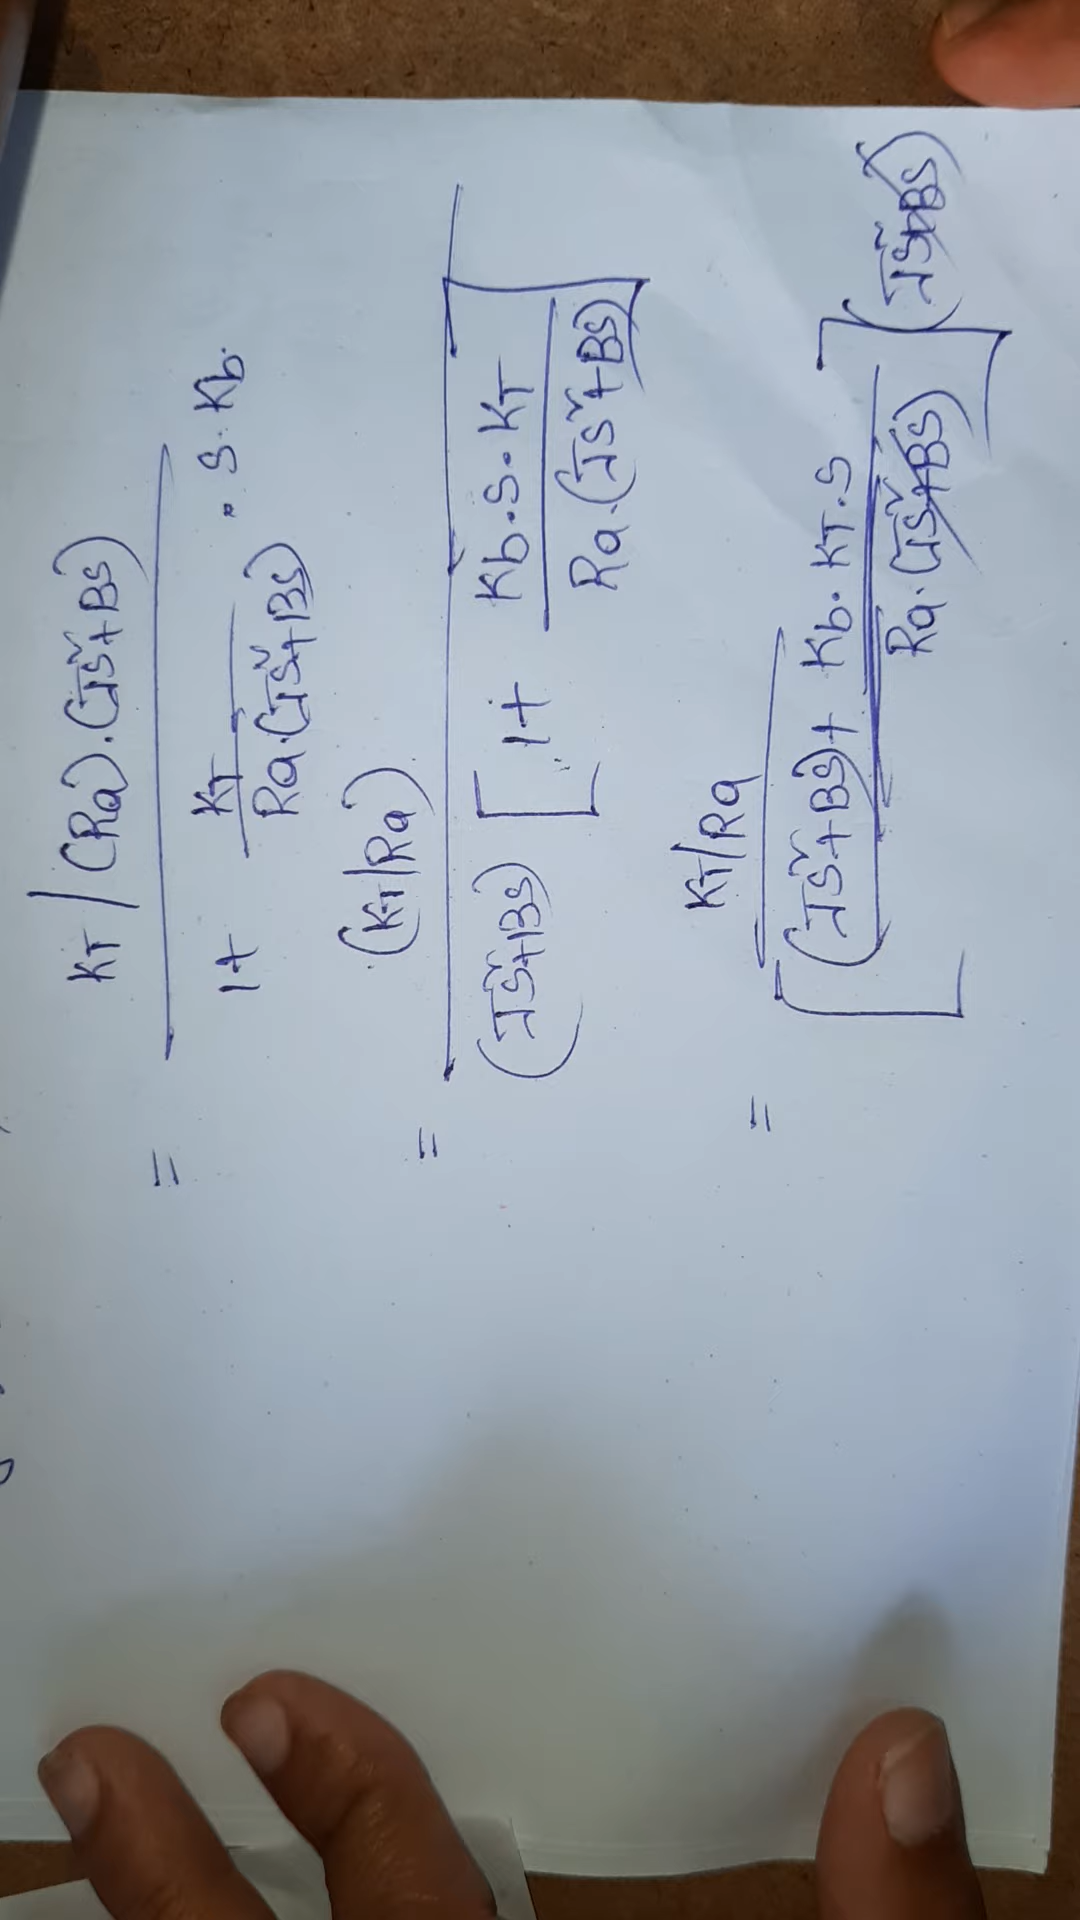 KT/(Ra).(Js²+Bs)
=
1+ KT/Ra.(Js²+Bs) . s.Kb.
(KT/Ra)
=
(Js²+Bs) [1+ Kb.s.KT/Ra.(Js²+Bs)]
KT/Ra
=
[(Js²+Bs)+ Kb.KT.s/Ra.(Js²+Bs)] (Js²+Bs)